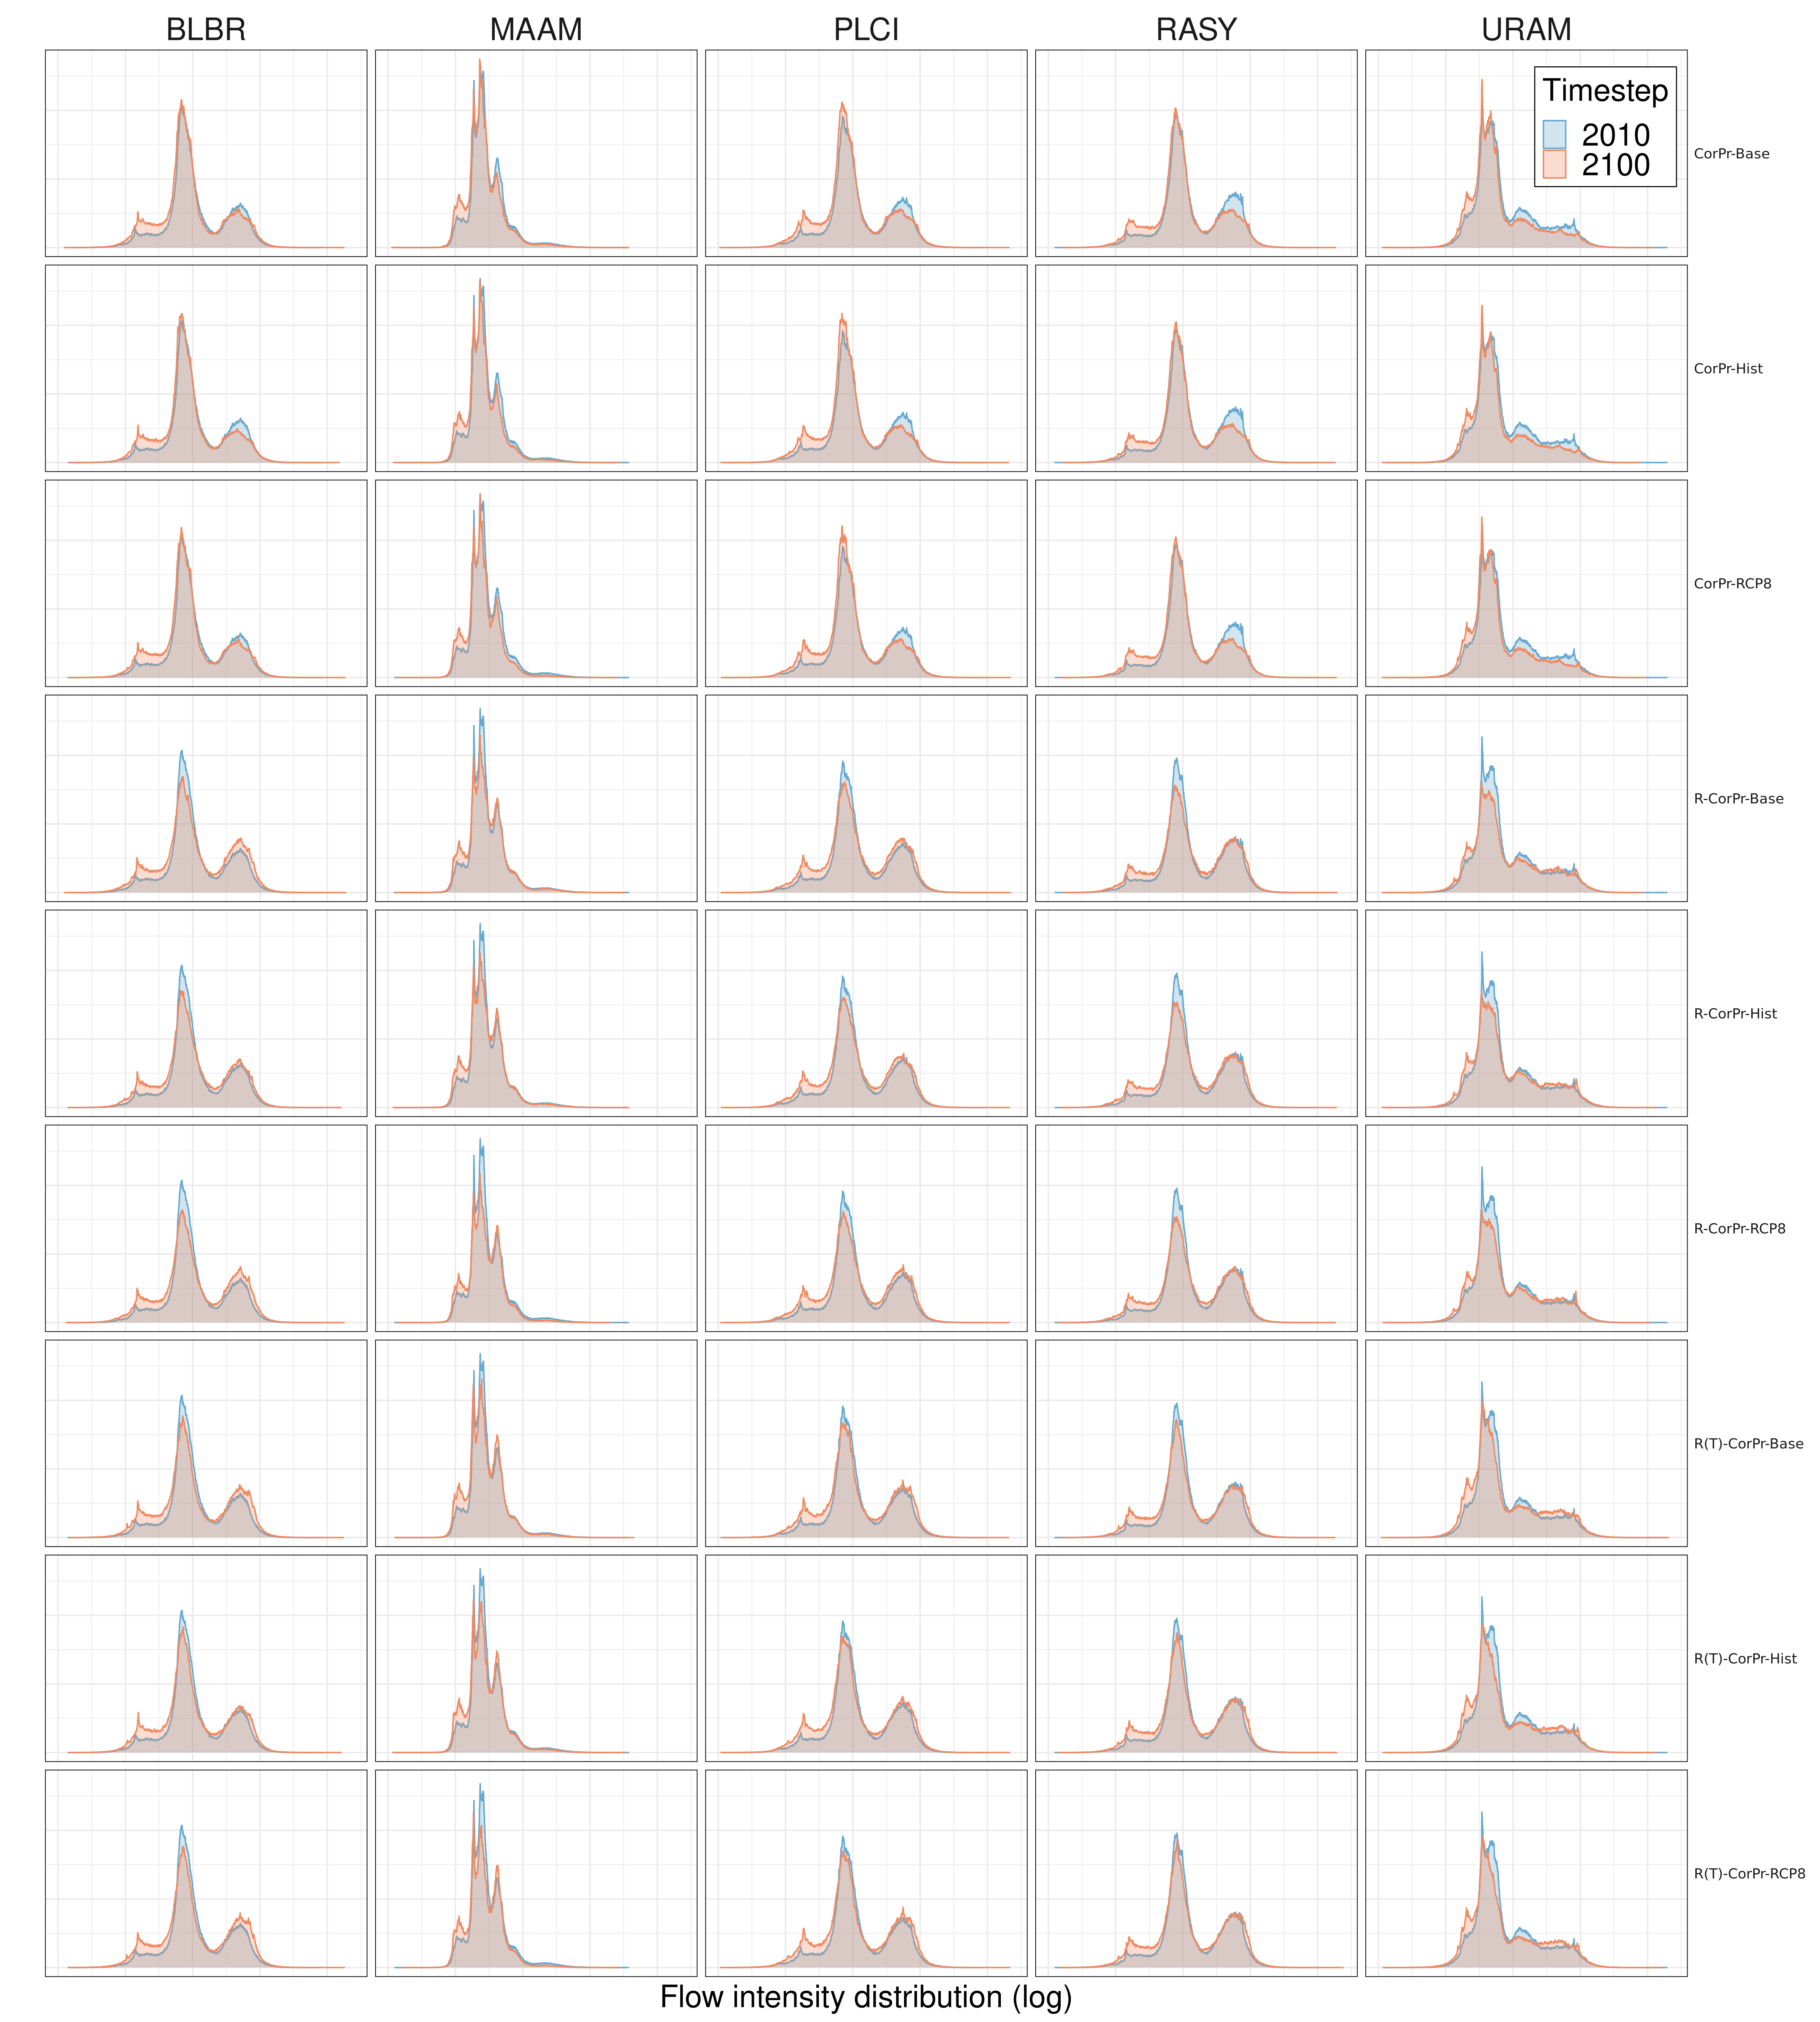 BLBR MAAM PLCI RASY URAM
Timestep
2010
2100
CorPr-Base
CorPr-Hist
CorPr-RCP8
R-CorPr-Base
R-CorPr-Hist
R-CorPr-RCP8
R(T)-CorPr-Base
R(T)-CorPr-Hist
R(T)-CorPr-RCP8
Flow intensity distribution (log)